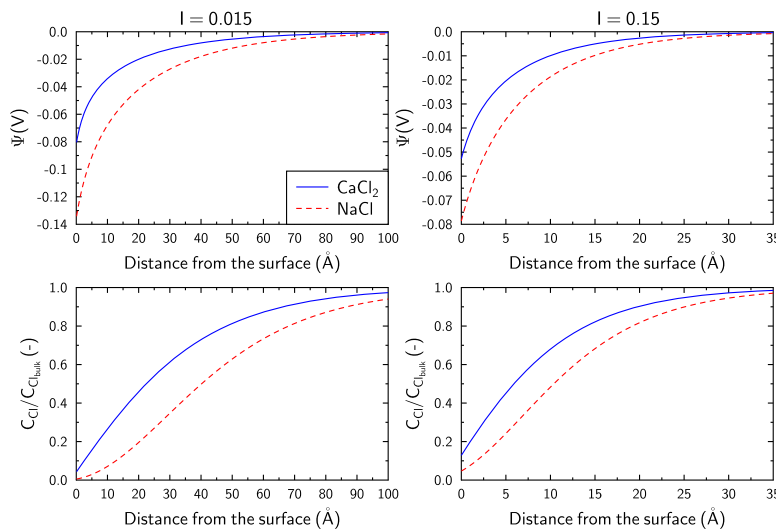 I = 0.015
I = 0.15
Ψ(V)
0.0
-0.02
-0.04
-0.06
-0.08
-0.1
-0.12
-0.14
0 10 20 30 40 50 60 70 80 90 100
Distance from the surface (Å)
CaCl2
NaCl
Ψ(V)
0.0
-0.01
-0.02
-0.03
-0.04
-0.05
-0.06
-0.07
-0.08
0 5 10 15 20 25 30 35
Distance from the surface (Å)
CCl/CClbulk (-)
1.0
0.8
0.6
0.4
0.2
0.0
0 10 20 30 40 50 60 70 80 90 100
Distance from the surface (Å)
CCl/CClbulk (-)
1.0
0.8
0.6
0.4
0.2
0.0
0 5 10 15 20 25 30 35
Distance from the surface (Å)